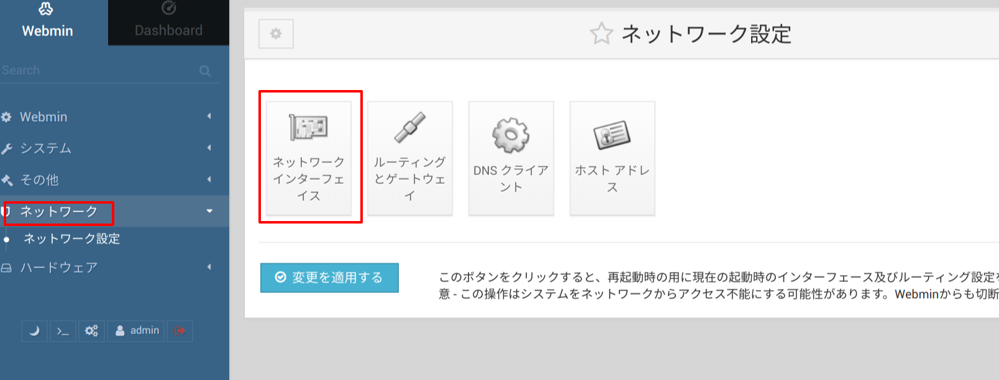 Webmin
Dashboard
Search
Webmin
システム
その他
ネットワーク
ネットワーク設定
ハードウェア
admin
ネットワーク設定
ネットワーク
インターフェ
イス
ルーティング
とゲートウェ
イ
DNS クライア
ント
ホスト アドレ
ス
変更を適用する
このボタンをクリックすると、再起動時の用に現在の起動時のインターフェース及びルーティング設定を
意 - この操作はシステムをネットワークからアクセス不能にする可能性があります。Webminからも切断